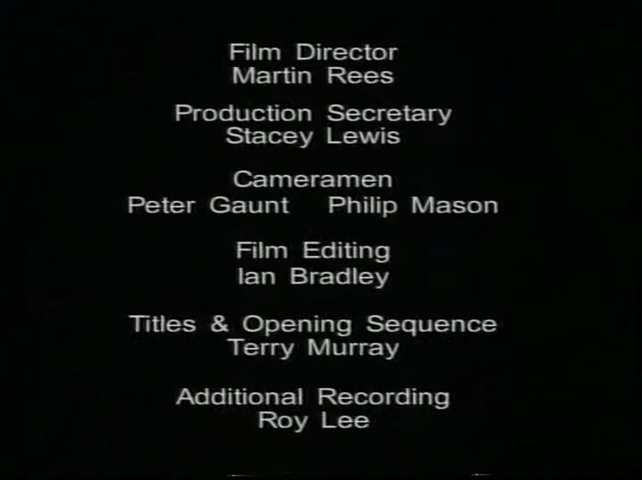 Film Director
Martin Rees
Production Secretary
Stacey Lewis
Cameramen
Peter Gaunt Philip Mason
Film Editing
Ian Bradley
Titles & Opening Sequence
Terry Murray
Additional Recording
Roy Lee